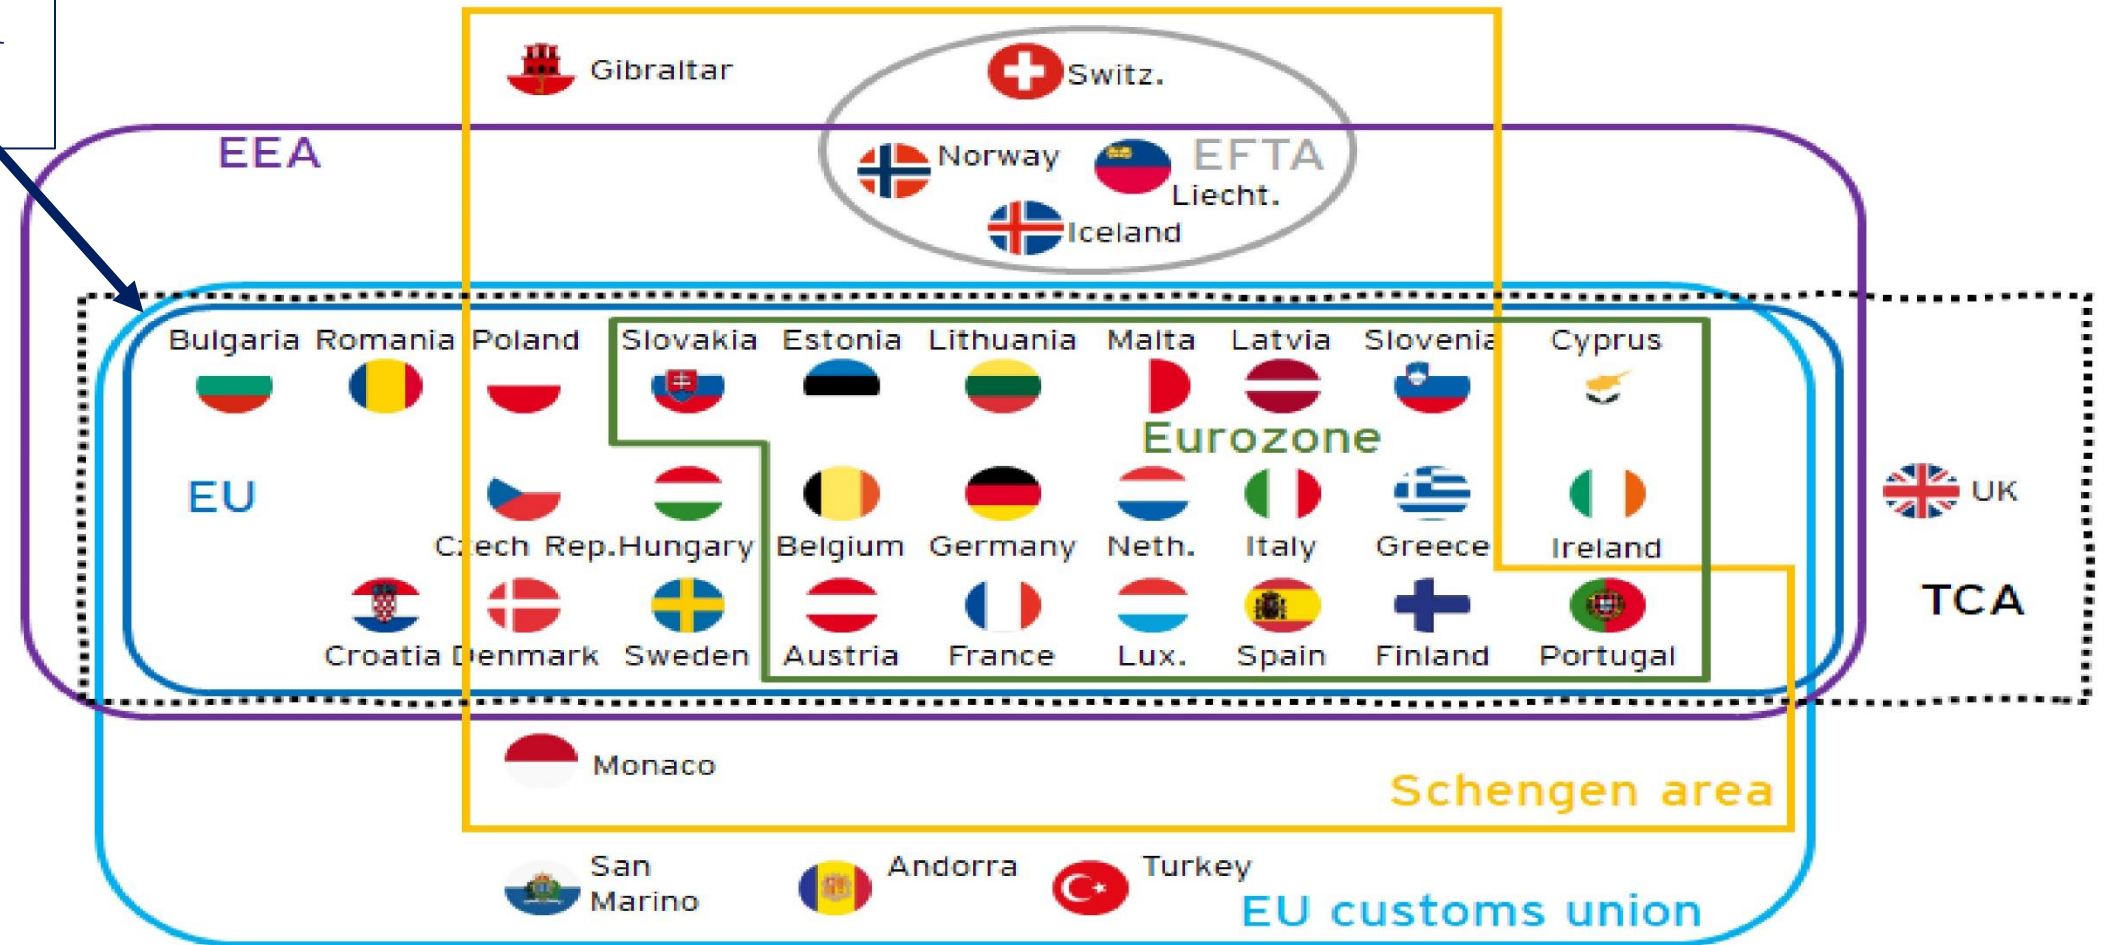 Gibraltar
Switz.
EEA
Norway
EFTA
Liecht.
Iceland
Bulgaria Romania Poland Slovakia Estonia Lithuania Malta Latvia Slovenia Cyprus
Eurozone
EU
UK
Czech Rep. Hungary Belgium Germany Neth. Italy Greece Ireland
TCA
Croatia Denmark Sweden Austria France Lux. Spain Finland Portugal
Monaco
Schengen area
San
Marino
Andorra
Turkey
EU customs union